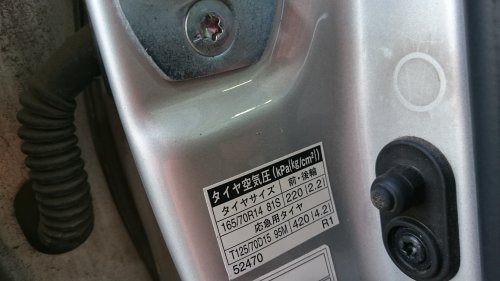 タイヤ空気圧(kPa{kg/cm²})
タイヤサイズ 前・後輪
165/70R14 81S 220 (2.2)
応急用タイヤ
T125/70D15 95M 420 (4.2)
52470 R1